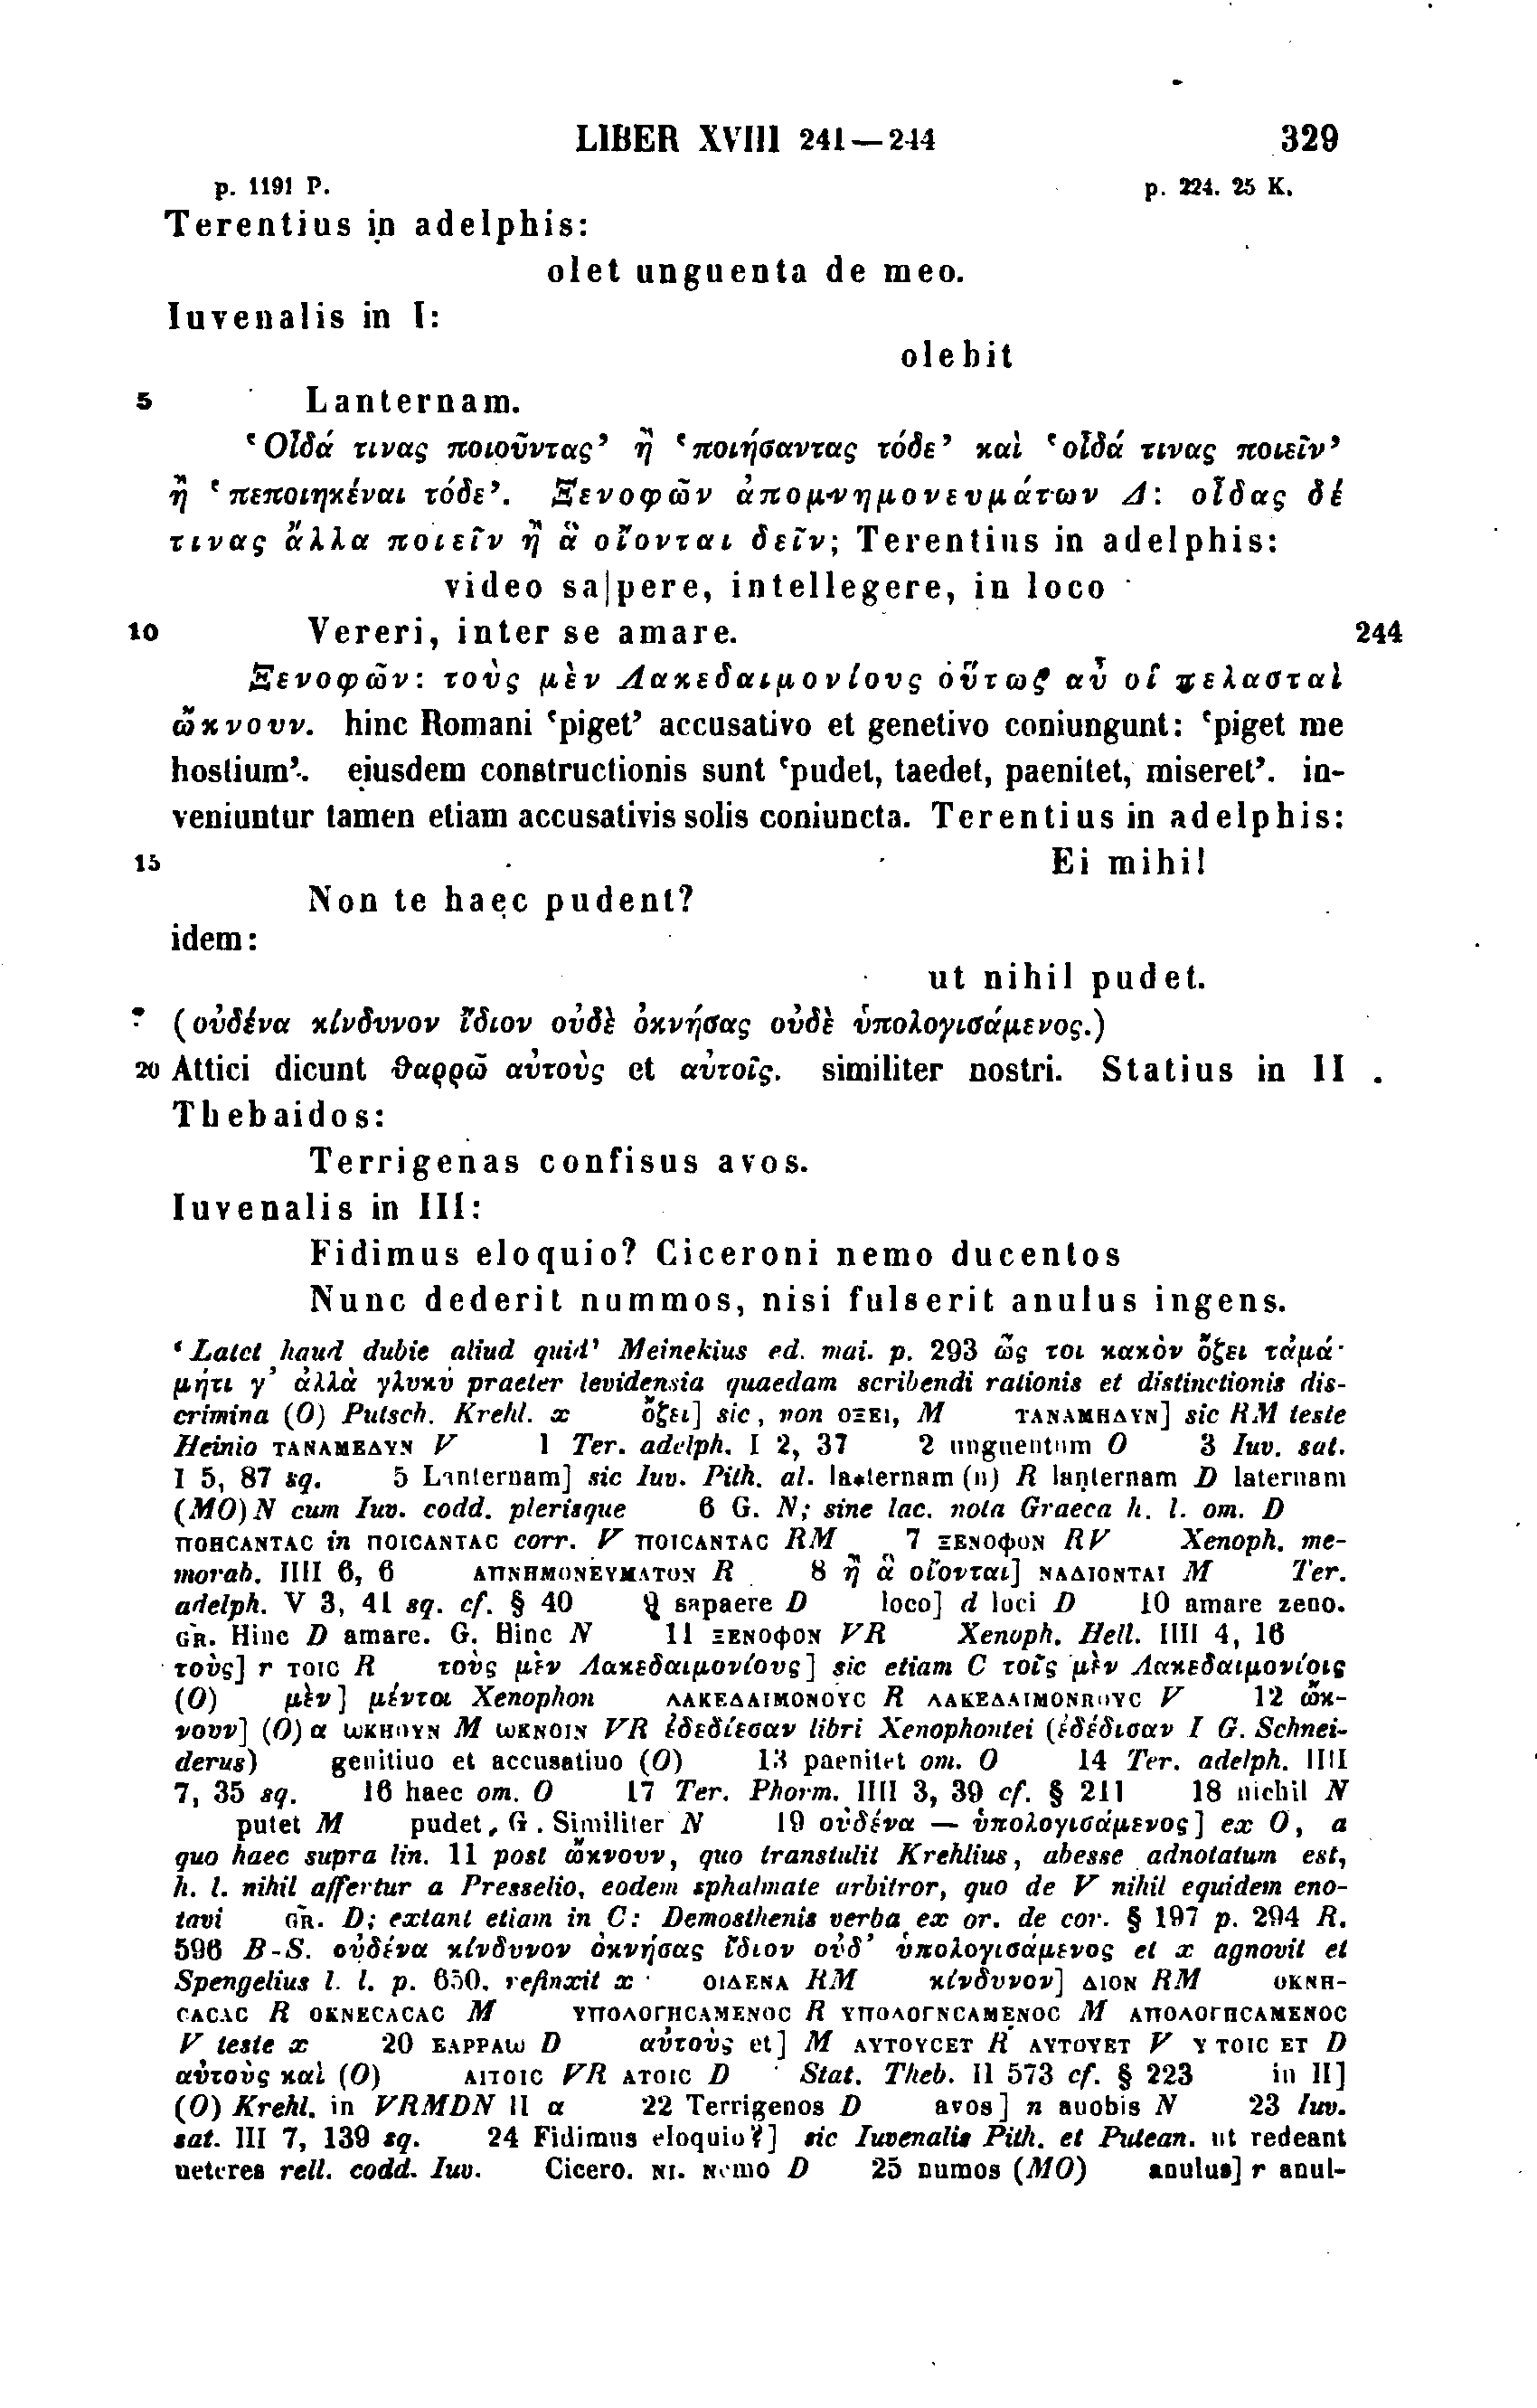 LIBER XVIII 241—244 329
p. 1191 P. p. 224. 25 K.
Terentius in adelphis:
olet unguenta de meo.
Iuvenalis in I:
olebit
5 Lanternam.
‘Οἶδά τινας ποιοῦντας’ ἢ ‘ποιήσαντας τόδε’ καὶ ‘οἶδά τινας ποιεῖν’
ἢ ‘πεποιηκέναι τόδε’. Ξενοφῶν ἀπομνημονευμάτων Δ: οἶδας δέ
τινας ἄλλα ποιεῖν ἢ ἃ οἴονται δεῖν; Terentius in adelphis:
video sa|pere, intellegere, in loco
10 Vereri, inter se amare. 244
Ξενοφῶν: τοὺς μὲν Λακεδαιμονίους οὕτως αὖ οἱ πελασταὶ
ὤκνουν. hinc Romani ‘piget’ accusativo et genetivo coniungunt: ‘piget me
hostium’. eiusdem constructionis sunt ‘pudet, taedet, paenitet, miseret’. in-
veniuntur tamen etiam accusativis solis coniuncta. Terentius in adelphis:
15 Ei mihi!
Non te haec pudent?
idem:
ut nihil pudet.
(οὐδένα κίνδυνον ἴδιον οὐδὲ ὀκνήσας οὐδὲ ὑπολογισάμενος.)
20 Attici dicunt θαρρῶ αὐτοὺς et αὐτοῖς. similiter nostri. Statius in II
Thebaidos:
Terrigenas confisus avos.
Iuvenalis in III:
Fidimus eloquio? Ciceroni nemo ducentos
Nunc dederit nummos, nisi fulserit anulus ingens.
‘Latet haud dubie aliud quid’ Meinekius ed. mai. p. 293 ὥς τοι κακὸν ὄζει τἀμά·
μήτι γ’ ἀλλὰ γλυκύ praeter levidensia quaedam scribendi rationis et distinctionis dis-
crimina (O) Putsch. Krehl. x ὄζει] sic, non ΟΞΕΙ, M ΤΑΝΑΜΗΔΥΝ] sic RM teste
Heinio ΤΑΝΑΜΕΔΥΝ V 1 Ter. adelph. I 2, 37 2 unguentum O 3 Iuv. sat.
I 5, 87 sq. 5 Lanternam] sic Iuv. Pith. al. la*ternam (n) R lanternam D laternam
(MO)N cum Iuv. codd. plerisque 6 G. N; sine lac. nota Graeca h. l. om. D
ΠΟΗCΑΝΤΑC in ΠΟΙCΑΝΤΑC corr. V ΠΟΙCΑΝΤΑC RM 7 ΞΕΝΟΦΟΝ RV Xenoph. me-
morab. IIII 6, 6 ΑΠΝΗΜΟΝΕΥΜΑΤΟΝ R 8 ἢ ἃ οἴονται] ΝΑΔΙΟΝΤΑΙ M Ter.
adelph. V 3, 41 sq. cf. § 40 9 sapaere D loco] d loci D 10 amare zeno.
GR. Hinc D amare. G. Hinc N 11 ΞΕΝΟΦΟΝ VR Xenoph. Hell. IIII 4, 16
τοὺς] r ΤΟΙC R τοὺς μὲν Λακεδαιμονίους] sic etiam C τοῖς μὲν Λακεδαιμονίοις
(O) μὲν] μέντοι Xenophon ΛΑΚΕΔΑΙΜΟΝΟΥC R V 12 ὤκ-
νουν] (O) α ωΚΗΟΥΝ M ωΚΝΟΙΝ VR ἐδεδίεσαν libri Xenophontei (ἐδέδισαν I G. Schnei-
derus) genitiuo et accusatiuo (O) 13 paenitet om. O 14 Ter. adelph. IIII
7, 35 sq. 16 haec om. O 17 Ter. Phorm. IIII 3, 39 cf. § 211 18 nichil N
putet M pudet, G. Similiter N 19 οὐδένα — ὑπολογισάμενος] ex O, a
quo haec supra lin. 11 post ὤκνουν, quo transtulit Krehlius, abesse adnotatum est,
h. l. nihil affertur a Presselio, eodem sphalmate arbitror, quo de V nihil equidem eno-
tavi GR. D; extant etiam in C: Demosthenis verba ex or. de cor. § 197 p. 294 R.
596 B-S. οὐδένα κίνδυνον ὀκνήσας ἴδιον οὐδ’ ὑπολογισάμενος et x agnovit et
Spengelius l. l. p. 650. refinxit x ΟΙΔΕΝΑ RM κίνδυνον] ΔΙΟΝ RM ΟΚΝΗ-
CΑCΑC R ΟΚΝΕCΑCΑC M ΥΠΟΛΟΓΗCΑΜΕΝΟC R ΥΠΟΛΟΓΝCΑΜΕΝΟC M ΑΠΟΛΟΓΗCΑΜΕΝΟC
V teste x 20 ΕΑΡΡΑω D αὐτοὺς et] M ΑΥΤΟΥCΕΤ R ΑΥΤΟΥΕΤ V Υ ΤΟΙC ΕΤ D
αὐτοὺς καὶ (O) ΑΙΤΟΙC VR ΑΤΟΙC D Stat. Theb. II 573 cf. § 223 in II]
(O) Krehl. in VRMDN II α 22 Terrigenos D avos] n auobis N 23 Iuv.
sat. III 7, 139 sq. 24 Fidimus eloquio?] sic Iuvenalis Pith. et Putean. ut redeant
ueteres rell. codd. Iuv. Cicero. NI. Nemo D 25 numos (MO) anulus] r anul-